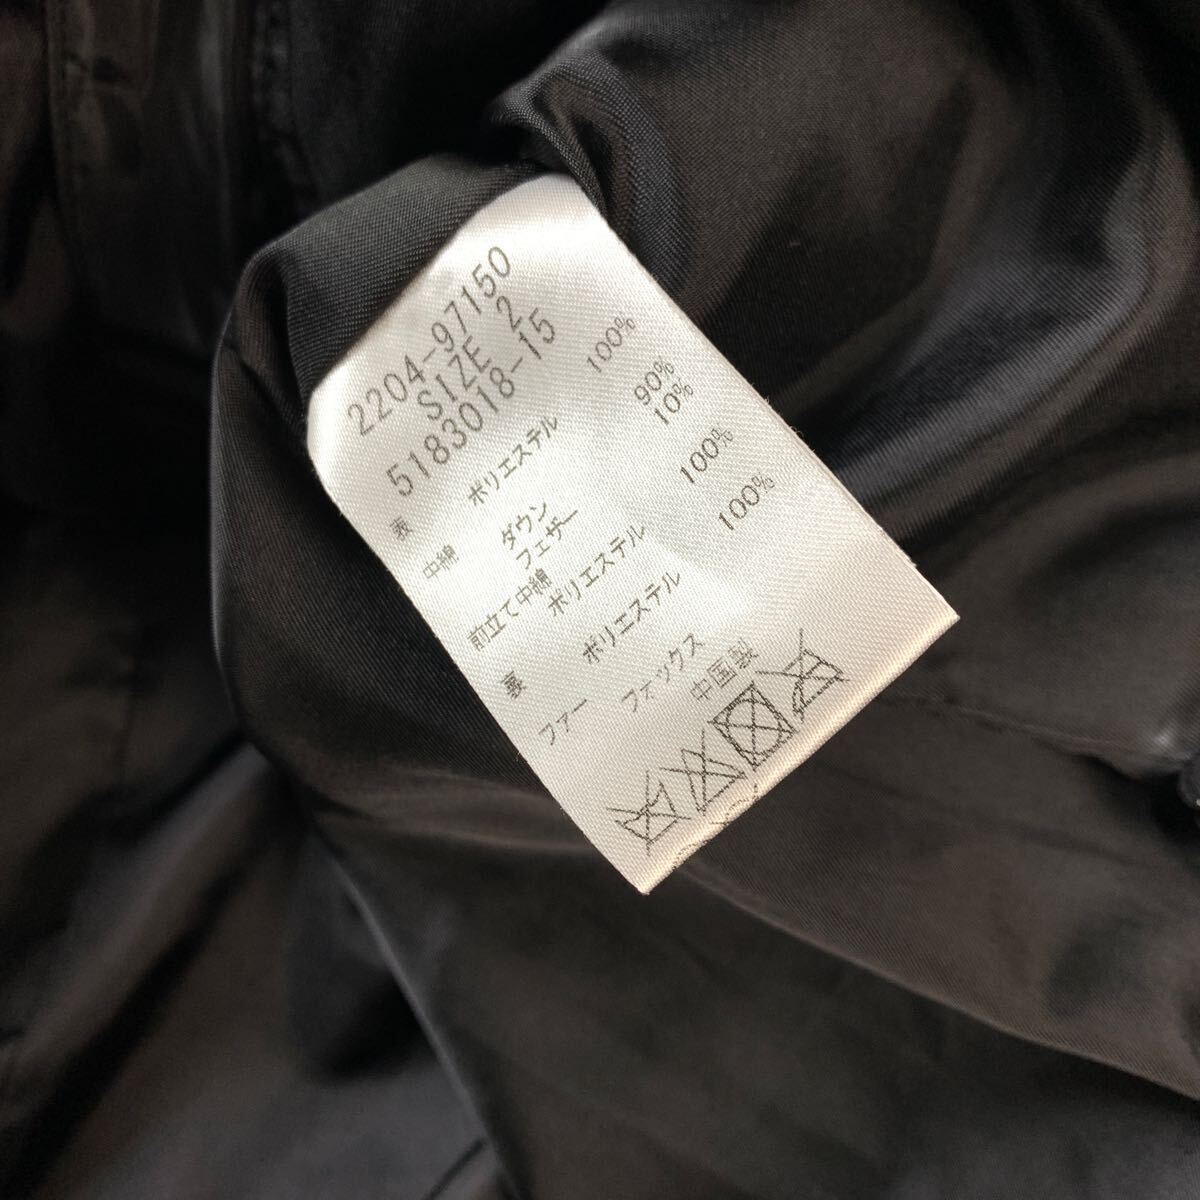 2204-97150
SIZE 2
5183018-15
表 ポリエステル 100%
中綿 ダウン 90%
フェザー 10%
前立て中綿 ポリエステル 100%
裏 ポリエステル 100%
ファー フォックス
中国製